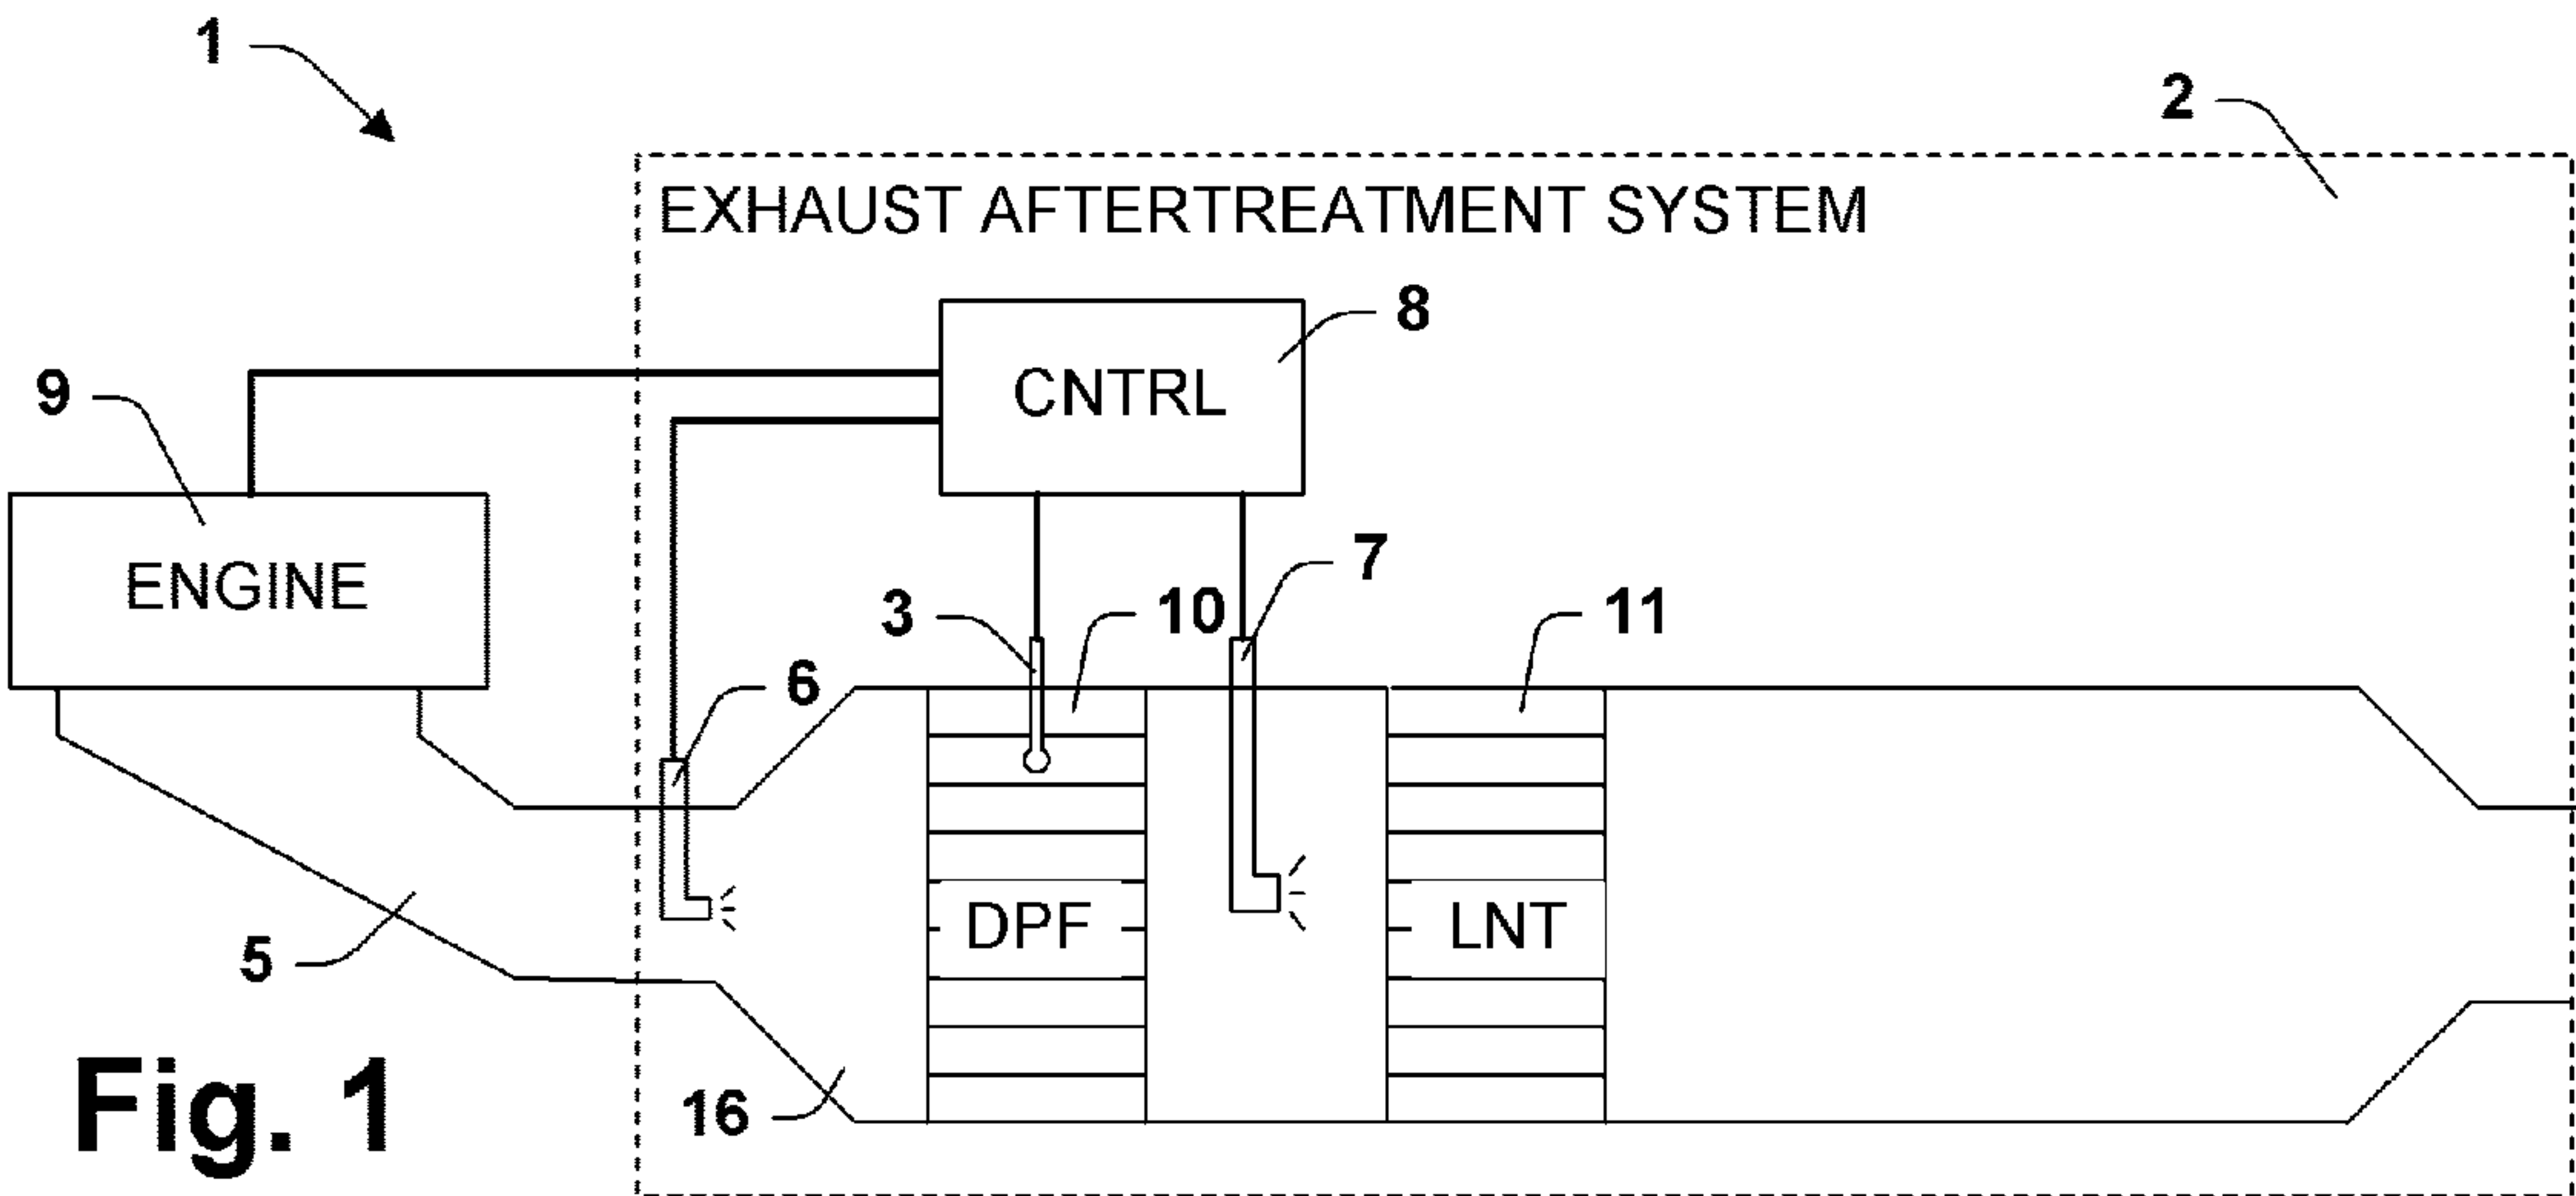 1
2
EXHAUST AFTERTREATMENT SYSTEM
8
CNTRL
9
ENGINE
7
3
10
11
6
DPF
LNT
5
16
Fig. 1